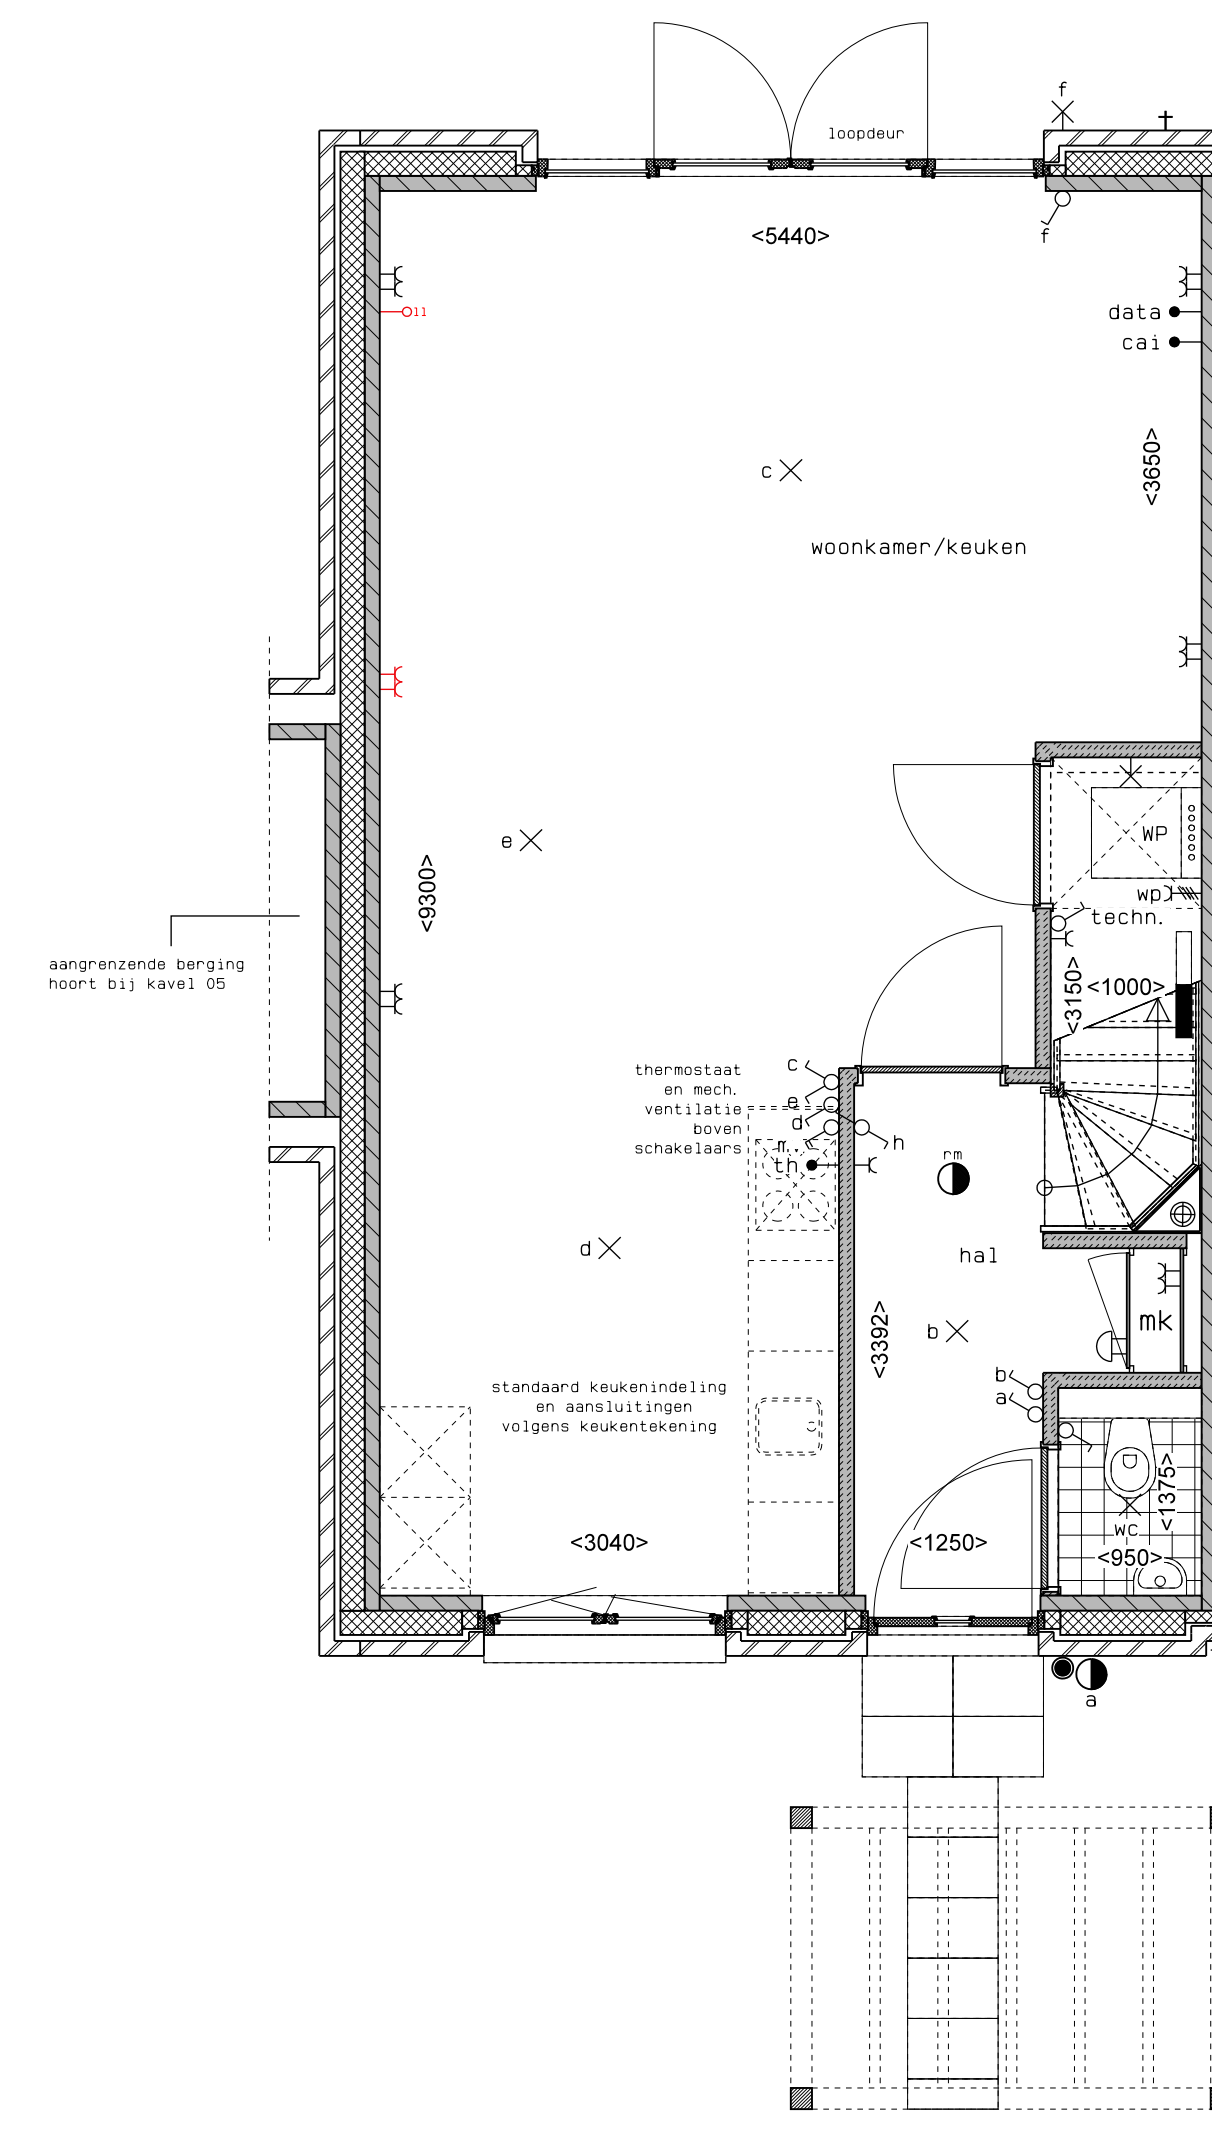 f
loopdeur
<5440>
f
ll
data
cai
<3650>
c
woonkamer/keuken
e
<9300>
WP
wp
techn.
<3150>
<1000>
aangrenzende berging
hoort bij kavel 05
thermostaat
en mech.
ventilatie
boven
schakelaars
c
e
d
m.v.
th
h
rm
d
hal
<3392>
b
mk
b
a
standaard keukenindeling
en aansluitingen
volgens keukentekening
<1375>
wc
<950>
<3040>
<1250>
a